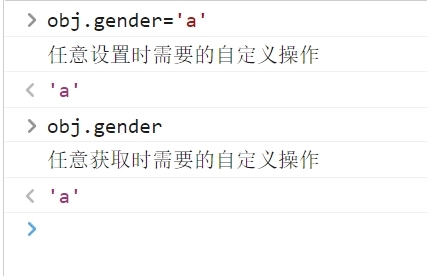 obj.gender='a'
任意设置时需要的自定义操作
'a'
obj.gender
任意获取时需要的自定义操作
'a'